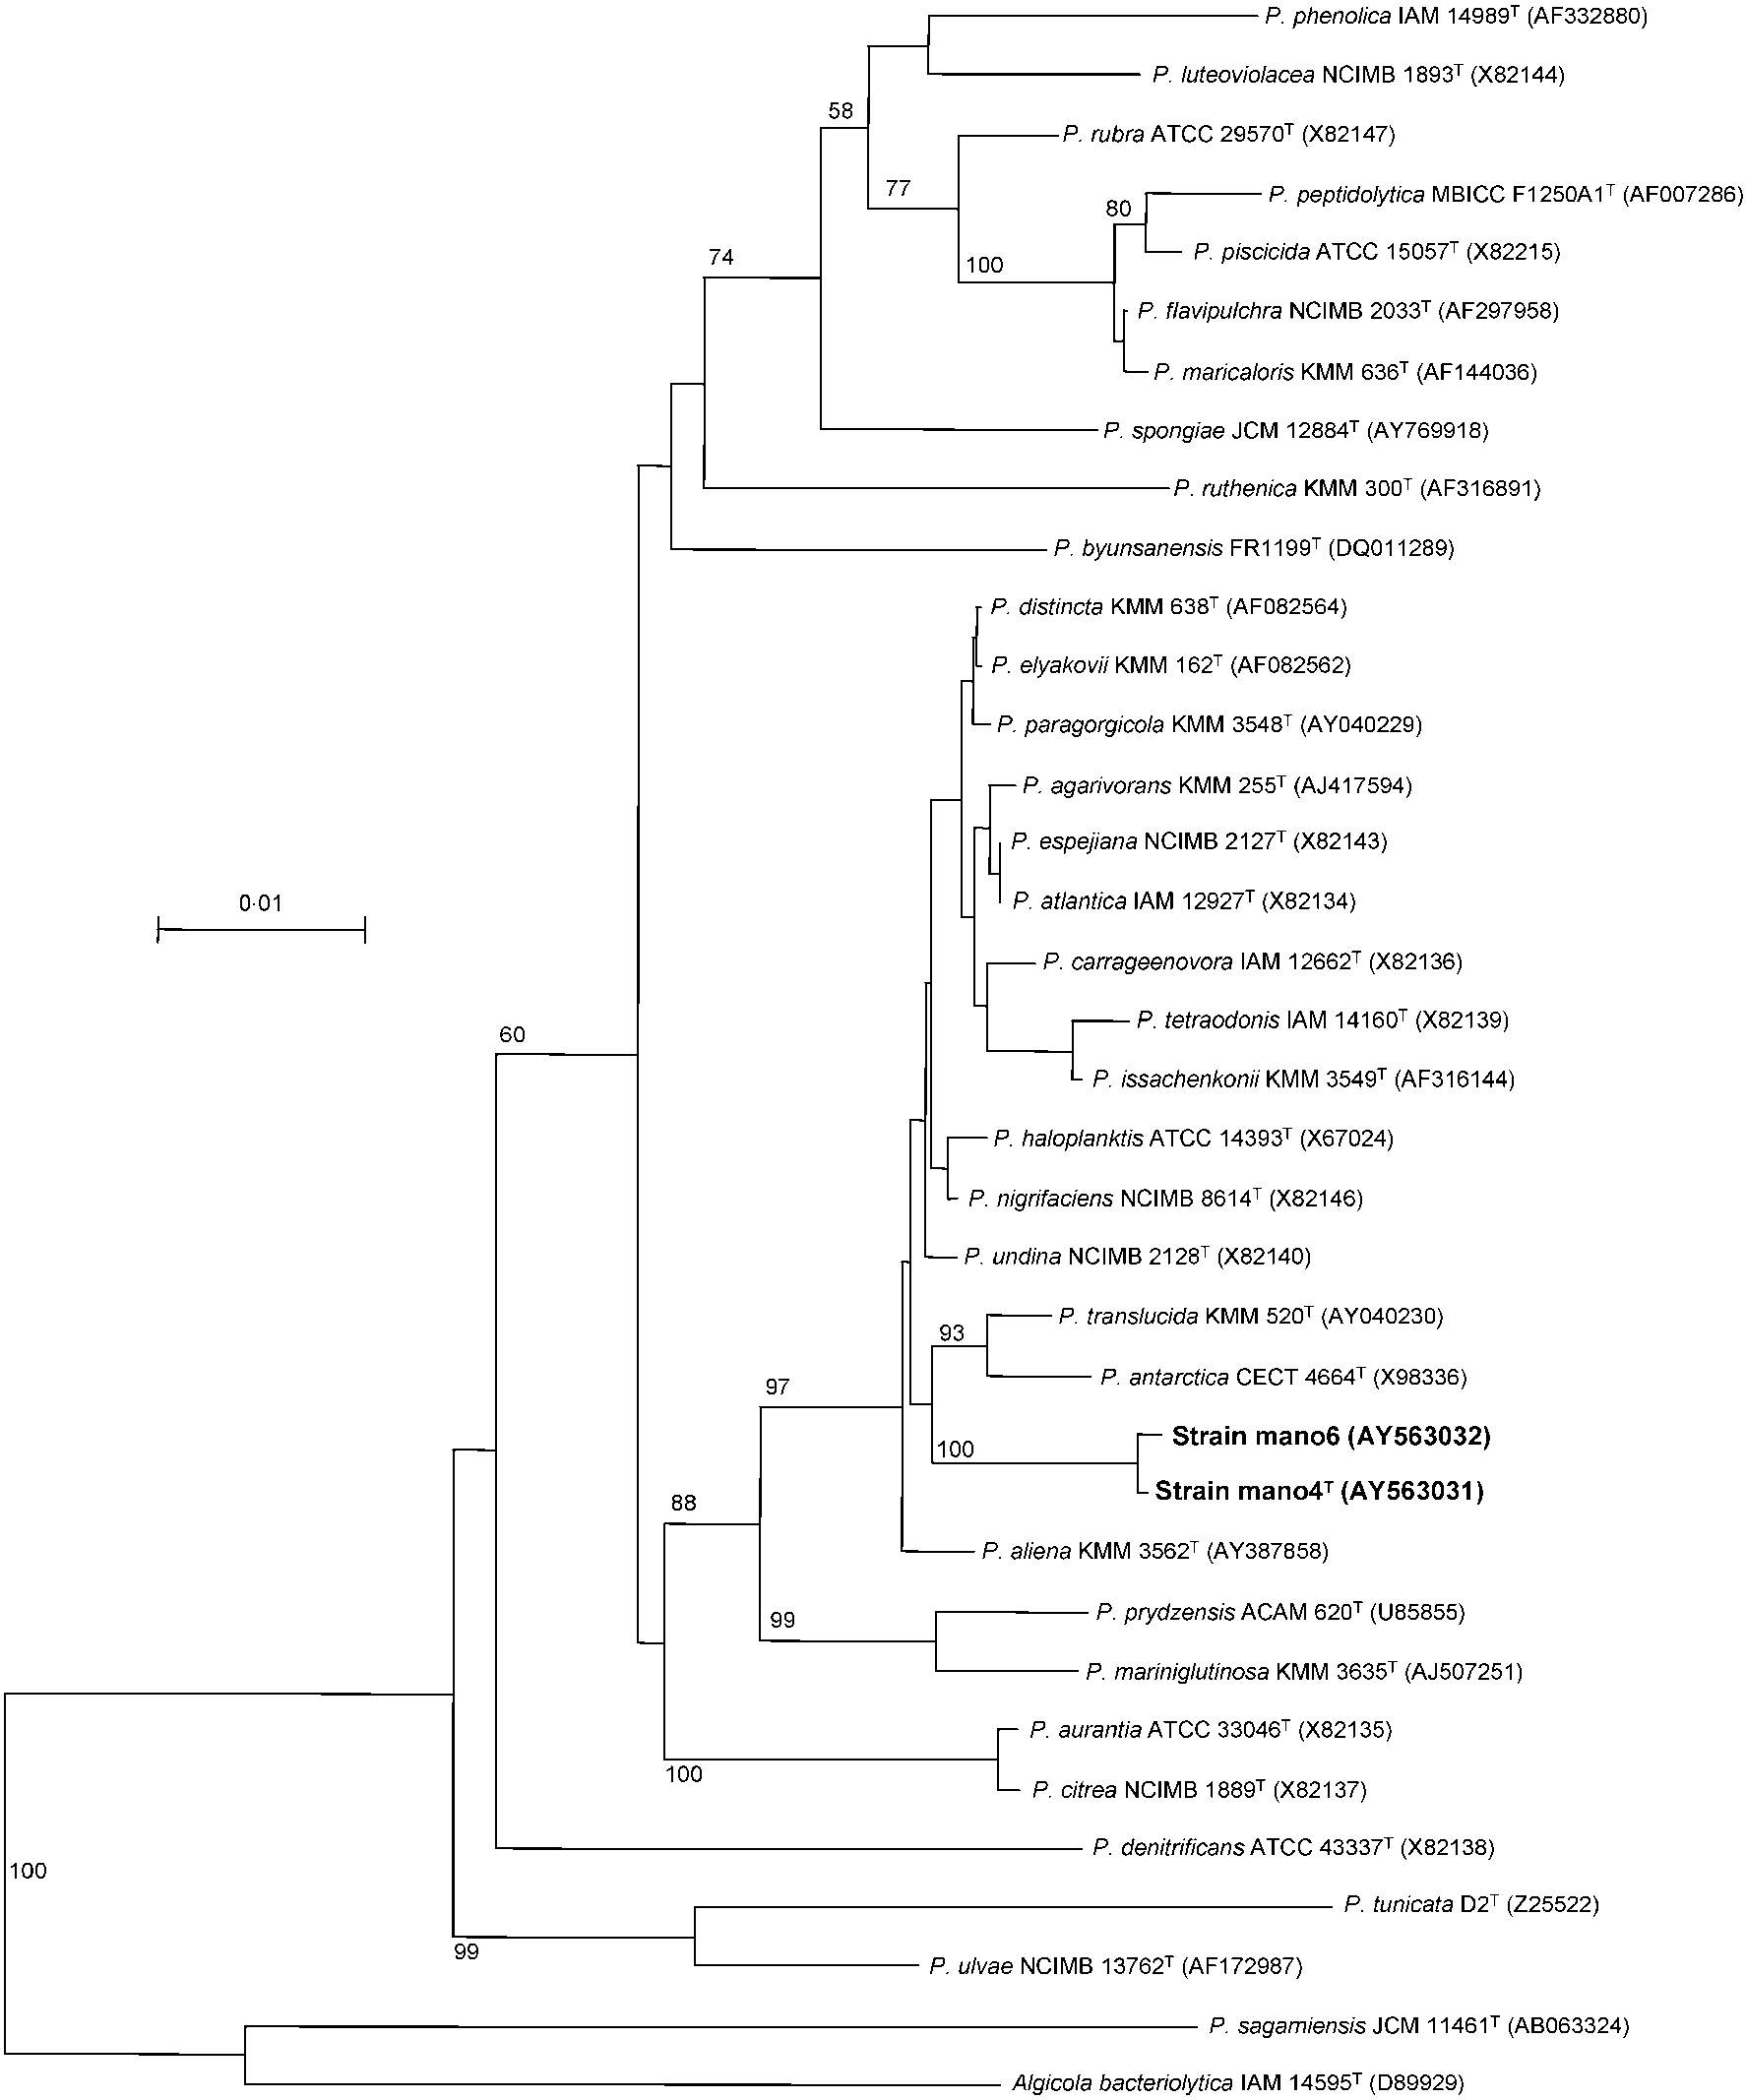 P. phenolica IAM 14989ᵀ (AF332880)
P. luteoviolacea NCIMB 1893ᵀ (X82144)
58
P. rubra ATCC 29570ᵀ (X82147)
77
P. peptidolytica MBICC F1250A1ᵀ (AF007286)
80
P. piscicida ATCC 15057ᵀ (X82215)
74
100
P. flavipulchra NCIMB 2033ᵀ (AF297958)
P. maricaloris KMM 636ᵀ (AF144036)
P. spongiae JCM 12884ᵀ (AY769918)
P. ruthenica KMM 300ᵀ (AF316891)
P. byunsanensis FR1199ᵀ (DQ011289)
P. distincta KMM 638ᵀ (AF082564)
P. elyakovii KMM 162ᵀ (AF082562)
P. paragorgicola KMM 3548ᵀ (AY040229)
P. agarivorans KMM 255ᵀ (AJ417594)
P. espejiana NCIMB 2127ᵀ (X82143)
P. atlantica IAM 12927ᵀ (X82134)
0·01
P. carrageenovora IAM 12662ᵀ (X82136)
P. tetraodonis IAM 14160ᵀ (X82139)
60
P. issachenkonii KMM 3549ᵀ (AF316144)
P. haloplanktis ATCC 14393ᵀ (X67024)
P. nigrifaciens NCIMB 8614ᵀ (X82146)
P. undina NCIMB 2128ᵀ (X82140)
P. translucida KMM 520ᵀ (AY040230)
93
P. antarctica CECT 4664ᵀ (X98336)
97
Strain mano6 (AY563032)
100
Strain mano4ᵀ (AY563031)
88
P. aliena KMM 3562ᵀ (AY387858)
P. prydzensis ACAM 620ᵀ (U85855)
99
P. mariniglutinosa KMM 3635ᵀ (AJ507251)
P. aurantia ATCC 33046ᵀ (X82135)
100
P. citrea NCIMB 1889ᵀ (X82137)
P. denitrificans ATCC 43337ᵀ (X82138)
100
P. tunicata D2ᵀ (Z25522)
99
P. ulvae NCIMB 13762ᵀ (AF172987)
P. sagamiensis JCM 11461ᵀ (AB063324)
Algicola bacteriolytica IAM 14595ᵀ (D89929)